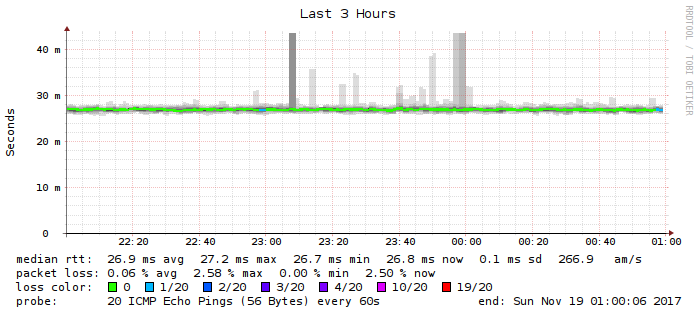 Last 3 Hours
RRDTOOL / TOBI OETIKER
Seconds
40 m
30 m
20 m
10 m
0
22:20 22:40 23:00 23:20 23:40 00:00 00:20 00:40 01:00
median rtt: 26.9 ms avg 27.2 ms max 26.7 ms min 26.8 ms now 0.1 ms sd 266.9 am/s
packet loss: 0.06 % avg 2.58 % max 0.00 % min 2.50 % now
loss color: 0 1/20 2/20 3/20 4/20 10/20 19/20
probe: 20 ICMP Echo Pings (56 Bytes) every 60s end: Sun Nov 19 01:00:06 2017